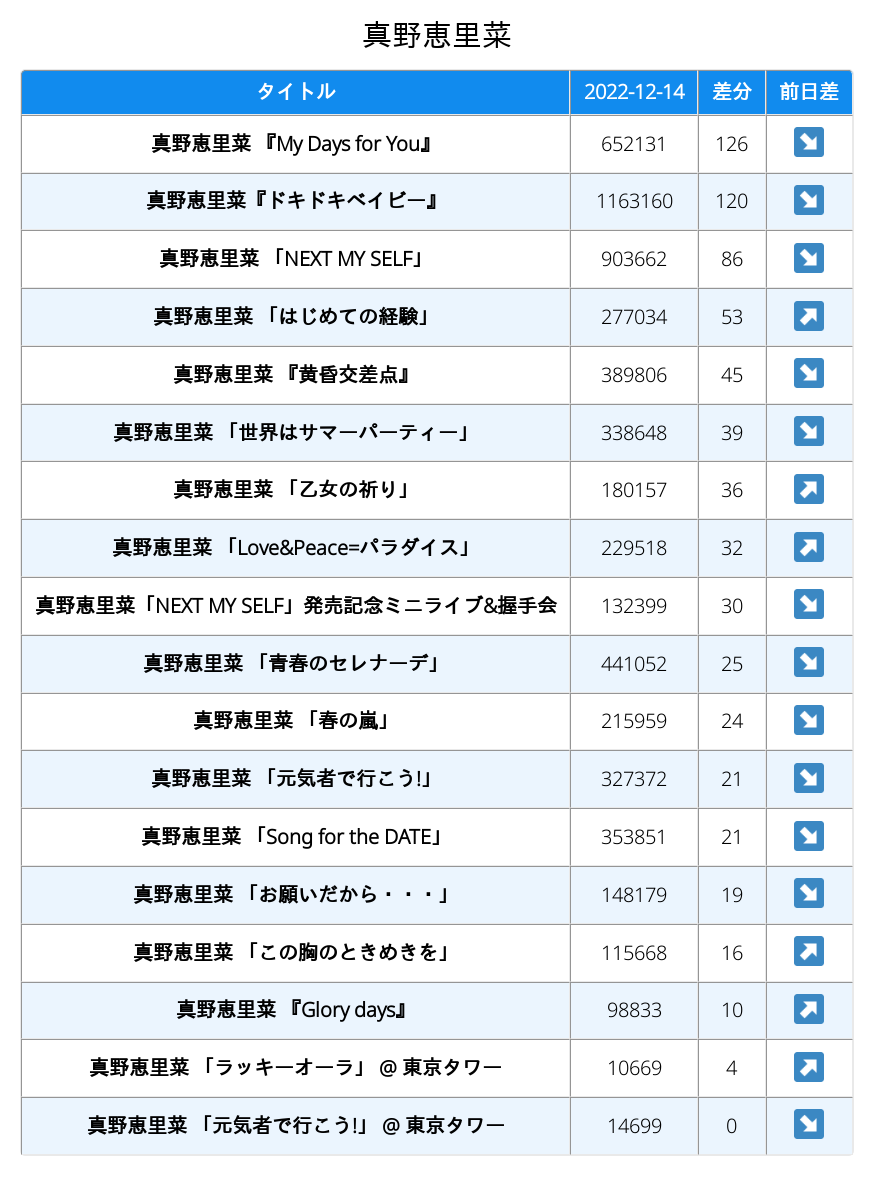 真野恵里菜
タイトル 2022-12-14 差分 前日差
真野恵里菜 『My Days for You』 652131 126 ↘
真野恵里菜『ドキドキベイビー』 1163160 120 ↘
真野恵里菜 「NEXT MY SELF」 903662 86 ↘
真野恵里菜 「はじめての経験」 277034 53 ↗
真野恵里菜 『黄昏交差点』 389806 45 ↘
真野恵里菜 「世界はサマーパーティー」 338648 39 ↘
真野恵里菜 「乙女の祈り」 180157 36 ↗
真野恵里菜 「Love&Peace=パラダイス」 229518 32 ↗
真野恵里菜「NEXT MY SELF」発売記念ミニライブ&握手会 132399 30 ↘
真野恵里菜 「青春のセレナーデ」 441052 25 ↘
真野恵里菜 「春の嵐」 215959 24 ↘
真野恵里菜 「元気者で行こう!」 327372 21 ↘
真野恵里菜 「Song for the DATE」 353851 21 ↘
真野恵里菜 「お願いだから・・・」 148179 19 ↘
真野恵里菜 「この胸のときめきを」 115668 16 ↗
真野恵里菜 『Glory days』 98833 10 ↗
真野恵里菜 「ラッキーオーラ」 @ 東京タワー 10669 4 ↗
真野恵里菜 「元気者で行こう!」 @ 東京タワー 14699 0 ↘